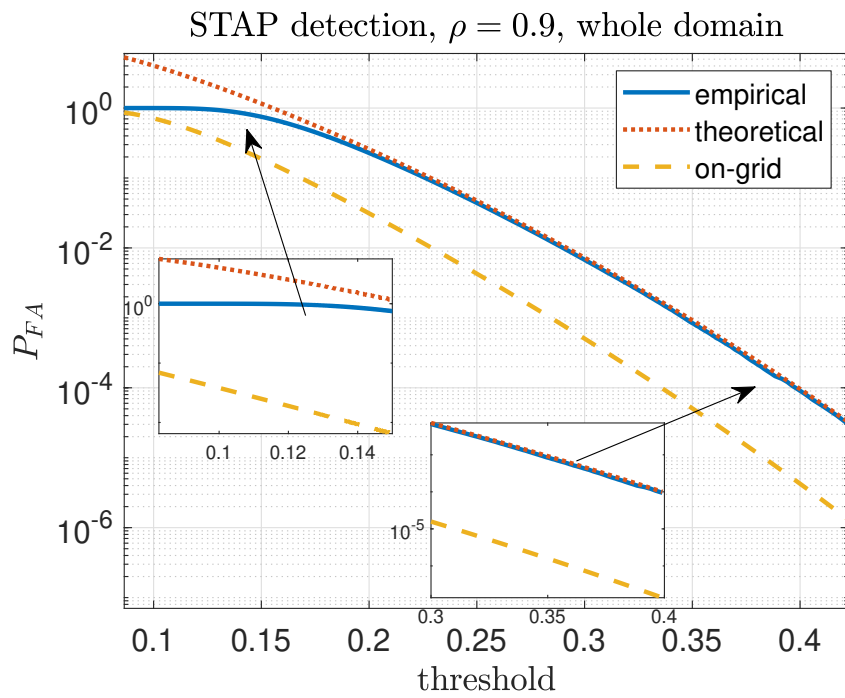 STAP detection, ρ = 0.9, whole domain
empirical
theoretical
on-grid
10^0
10^-2
10^-4
10^-6
P_{FA}
10^0
0.1 0.12 0.14
10^-5
0.3 0.35 0.4
0.1 0.15 0.2 0.25 0.3 0.35 0.4
threshold